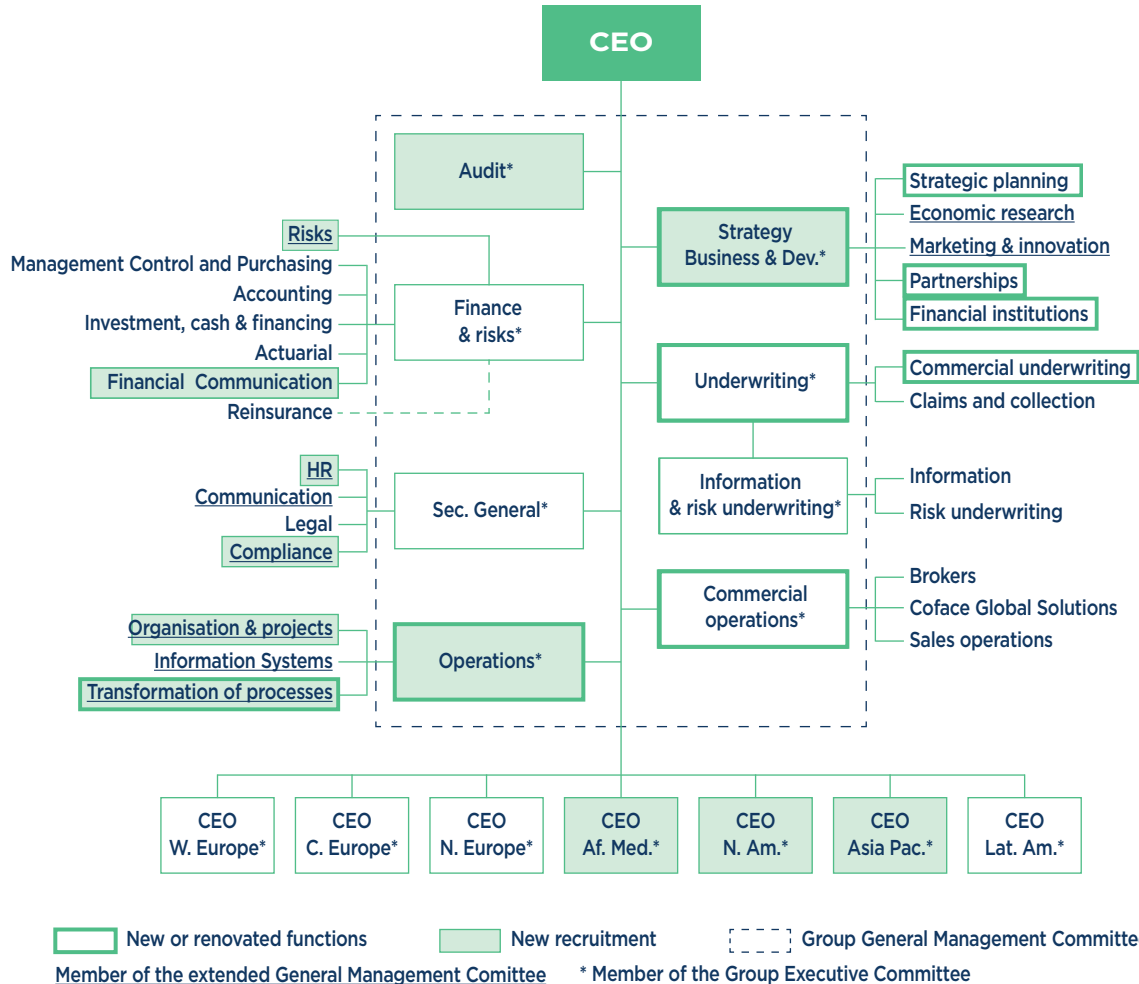 CEO
Audit*
Strategy
Business & Dev.*
Strategic planning
Economic research
Marketing & innovation
Partnerships
Financial institutions
Risks
Management Control and Purchasing
Accounting
Investment, cash & financing
Actuarial
Financial Communication
Reinsurance
Finance
& risks*
Underwriting*
Commercial underwriting
Claims and collection
HR
Communication
Legal
Compliance
Sec. General*
Information
& risk underwriting*
Information
Risk underwriting
Organisation & projects
Information Systems
Transformation of processes
Operations*
Commercial
operations*
Brokers
Coface Global Solutions
Sales operations
CEO
W. Europe*
CEO
C. Europe*
CEO
N. Europe*
CEO
Af. Med.*
CEO
N. Am.*
CEO
Asia Pac.*
CEO
Lat. Am.*
New or renovated functions
New recruitment
Group General Management Committe
Member of the extended General Management Comittee
* Member of the Group Executive Committee